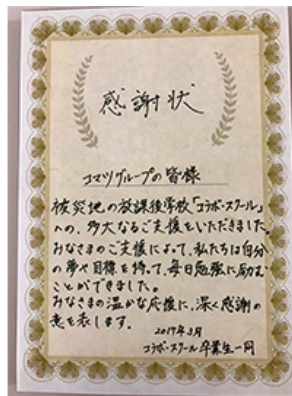 感謝状
コマツグループの皆様
被災地の放課後学校「コラボ・スクール」
への、多大なるご支援をいただきました。
みなさまのご支援によって、私たちは自分
の夢や目標を持って、毎日勉強に励む
ことができました。
みなさまの温かな応援に、深く感謝の
意を表します。
2017年3月
コラボ・スクール卒業生一同